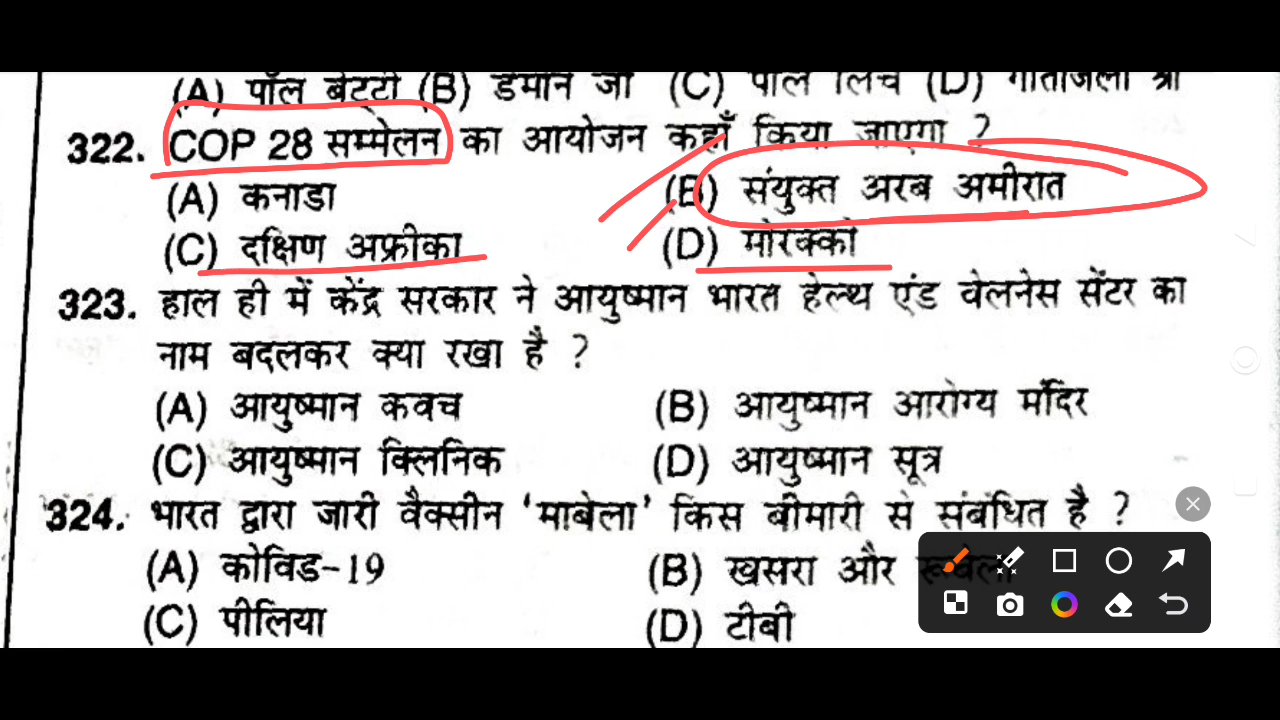 (A) पॉल बेट्टी (B) डेमोन जो (C) पॉल लिंच (D) गीतांजली श्री
322. COP 28 सम्मेलन का आयोजन कहाँ किया जाएगा ?
(A) कनाडा (B) संयुक्त अरब अमीरात
(C) दक्षिण अफ्रीका (D) मोरक्को
323. हाल ही में केंद्र सरकार ने आयुष्मान भारत हेल्थ एंड वेलनेस सेंटर का
नाम बदलकर क्या रखा है ?
(A) आयुष्मान कवच (B) आयुष्मान आरोग्य मंदिर
(C) आयुष्मान क्लिनिक (D) आयुष्मान सूत्र
324. भारत द्वारा जारी वैक्सीन ‘माबेला’ किस बीमारी से संबंधित है ?
(A) कोविड-19 (B) खसरा और रूबेला
(C) पीलिया (D) टीबी